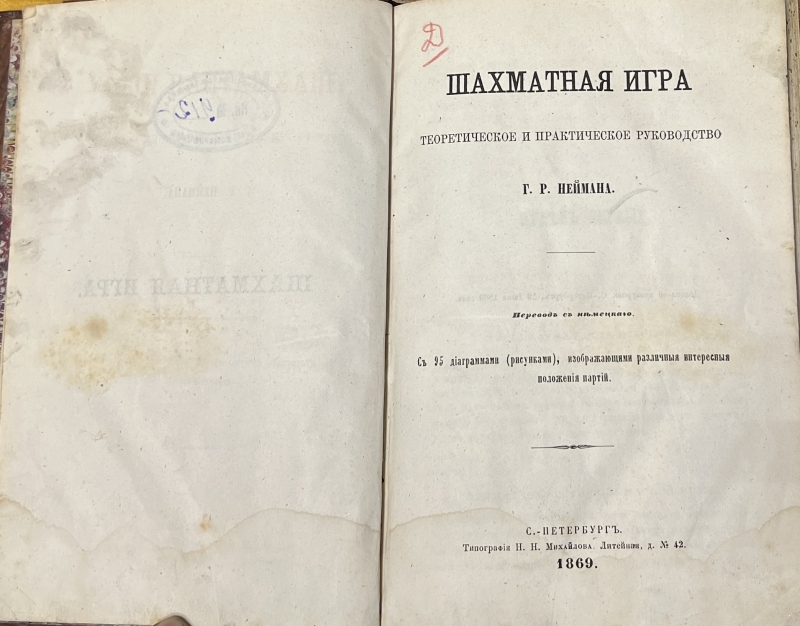 Д
ШАХМАТНАЯ ИГРА
ТЕОРЕТИЧЕСКОЕ И ПРАКТИЧЕСКОЕ РУКОВОДСТВО
Г. Р. НЕЙМАНА.
Переводъ съ нѣмецкаго.
Съ 95 діаграммами (рисунками), изображающими различныя интересныя
положенія партій.
С.-ПЕТЕРБУРГЪ.
Типографія Н. Н. Михайлова. Литейная, д. № 42.
1869.